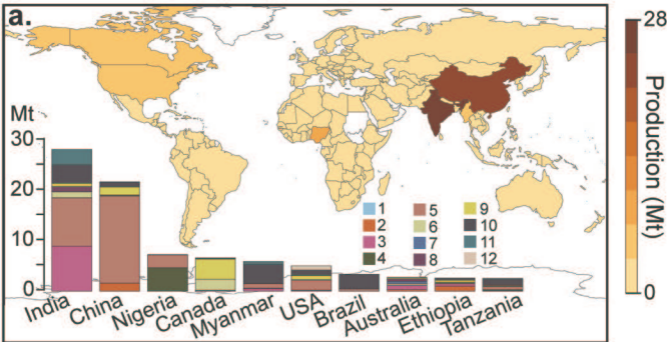 a.
Mt
30
20
10
0
India
China
Nigeria
Canada
Myanmar
USA
Brazil
Australia
Ethiopia
Tanzania
1 5 9
2 6 10
3 7 11
4 8 12
28
Production (Mt)
0